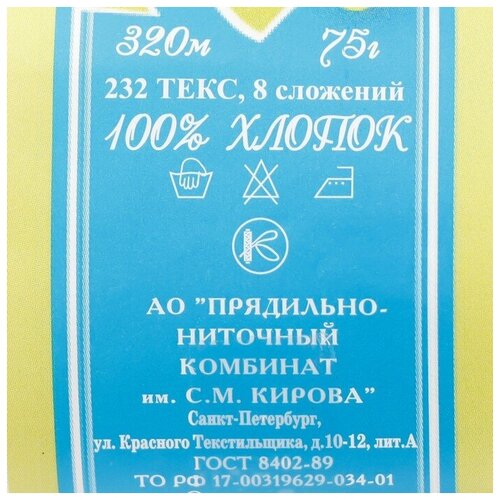 320м 75г
232 ТЕКС, 8 сложений
100% ХЛОПОК
АО "ПРЯДИЛЬНО-
НИТОЧНЫЙ
КОМБИНАТ
им. С.М. КИРОВА"
Санкт-Петербург,
ул. Красного Текстильщика, д.10-12, лит.А
ГОСТ 8402-89
ТО РФ 17-00319629-034-01